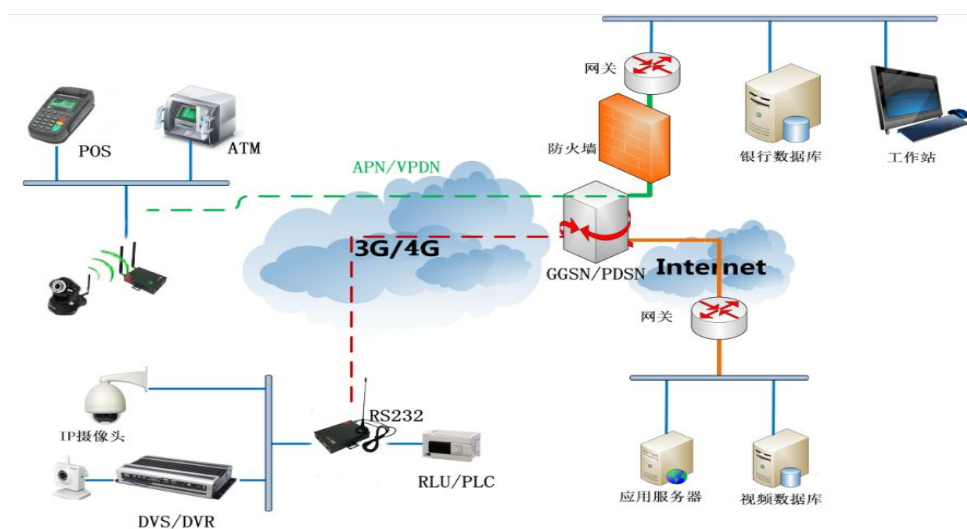 网关
POS
ATM
防火墙
银行数据库
工作站
APN/VPDN
3G/4G
GGSN/PDSN
Internet
网关
RS232
IP摄像头
RLU/PLC
应用服务器
视频数据库
DVS/DVR